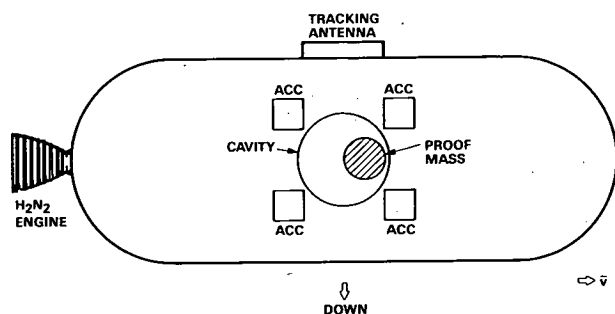 TRACKING
ANTENNA
ACC
ACC
CAVITY
PROOF
MASS
H2N2
ENGINE
ACC
ACC
DOWN
v̄